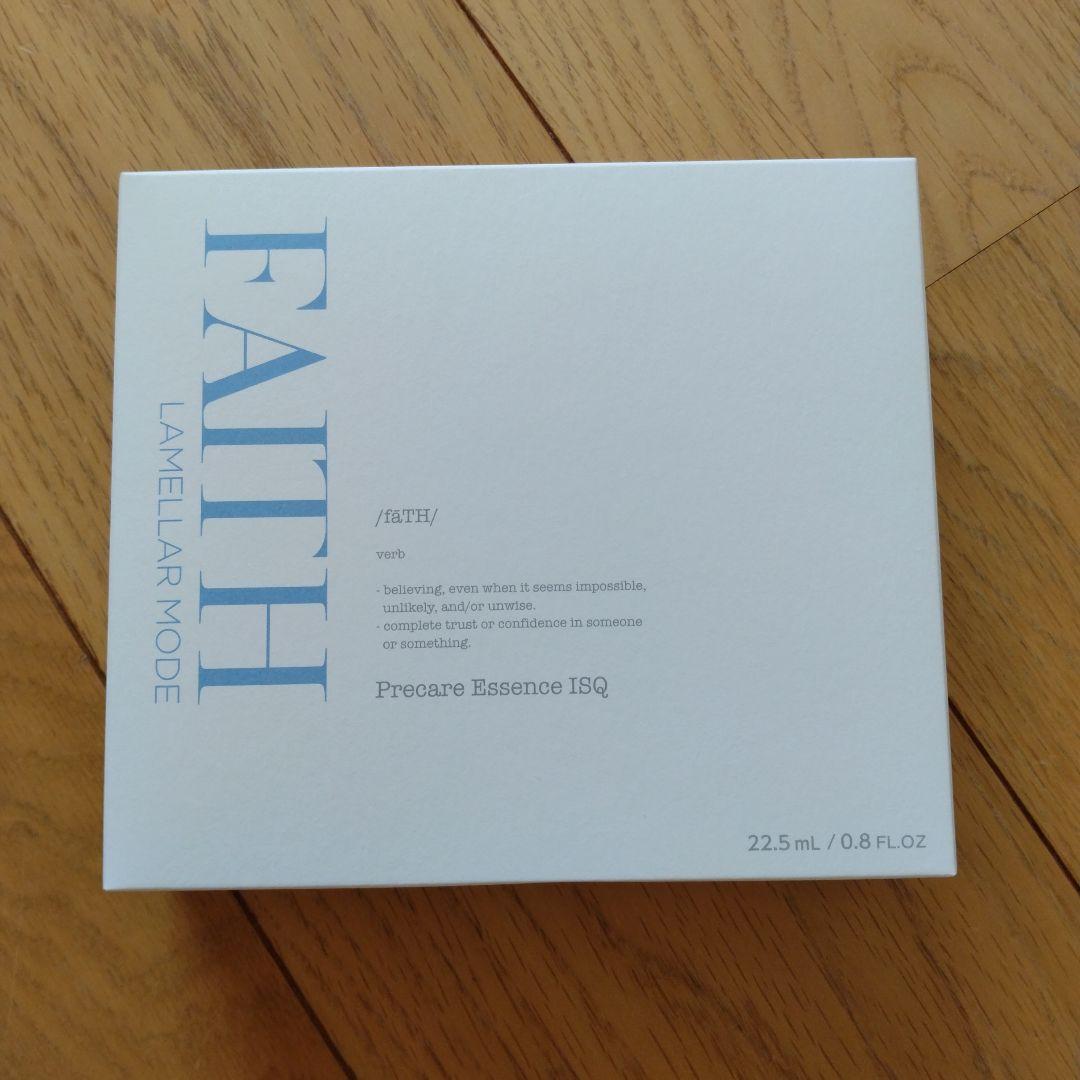 FAITH
LAMELLAR MODE
/fāTH/
verb
- believing, even when it seems impossible,
unlikely, and/or unwise.
- complete trust or confidence in someone
or something.
Precare Essence ISQ
22.5 mL / 0.8 FL.OZ